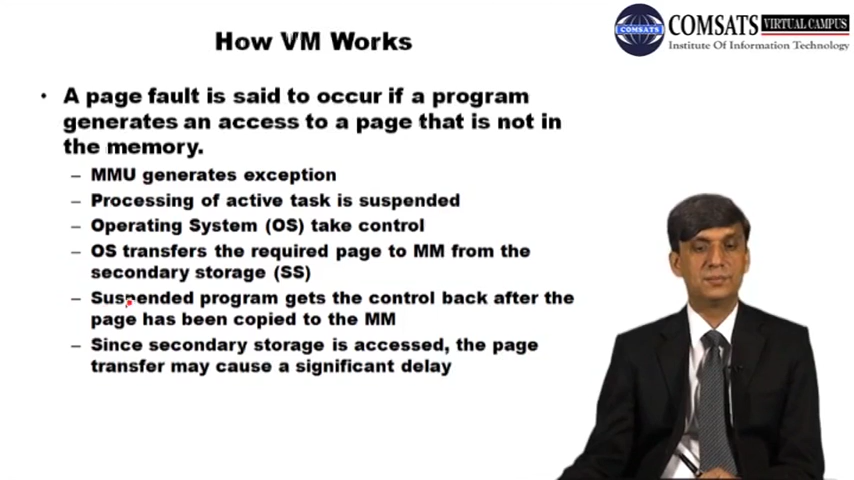 How VM Works
COMSATS VIRTUAL CAMPUS
Institute Of Information Technology
COMSATS
• A page fault is said to occur if a program
generates an access to a page that is not in
the memory.
– MMU generates exception
– Processing of active task is suspended
– Operating System (OS) take control
– OS transfers the required page to MM from the
secondary storage (SS)
– Suspended program gets the control back after the
page has been copied to the MM
– Since secondary storage is accessed, the page
transfer may cause a significant delay